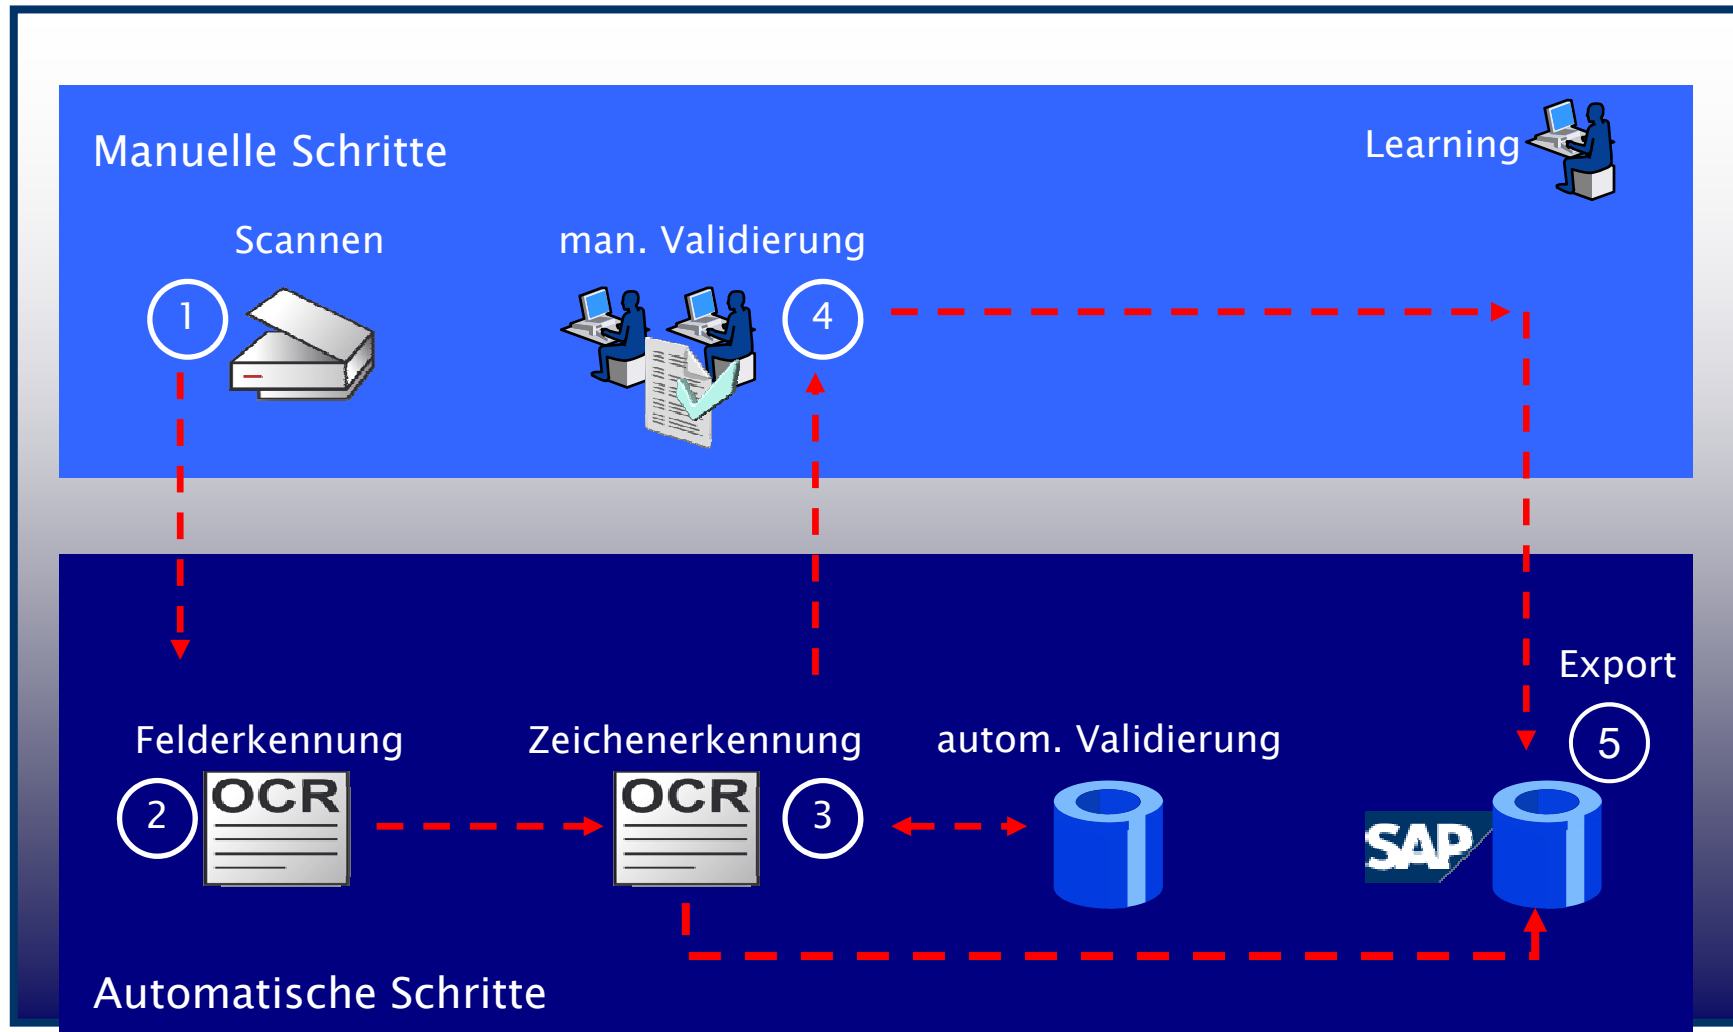 Manuelle Schritte
Learning
Scannen
man. Validierung
1
4
Export
5
Felderkennung
Zeichenerkennung
autom. Validierung
2
OCR
OCR
3
SAP
Automatische Schritte